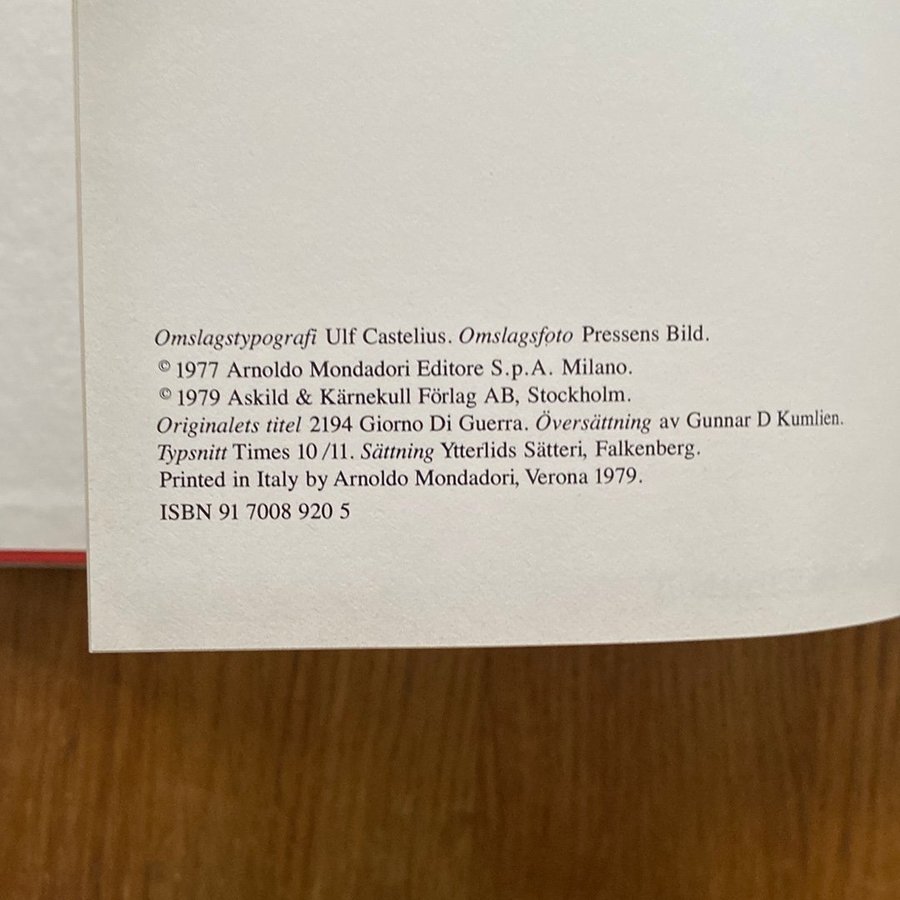 Omslagstypografi Ulf Castelius. Omslagsfoto Pressens Bild.
© 1977 Arnoldo Mondadori Editore S.p.A. Milano.
© 1979 Askild & Kärnekull Förlag AB, Stockholm.
Originalets titel 2194 Giorno Di Guerra. Översättning av Gunnar D Kumlien.
Typsnitt Times 10/11. Sättning Ytterlids Sätteri, Falkenberg.
Printed in Italy by Arnoldo Mondadori, Verona 1979.
ISBN 91 7008 920 5